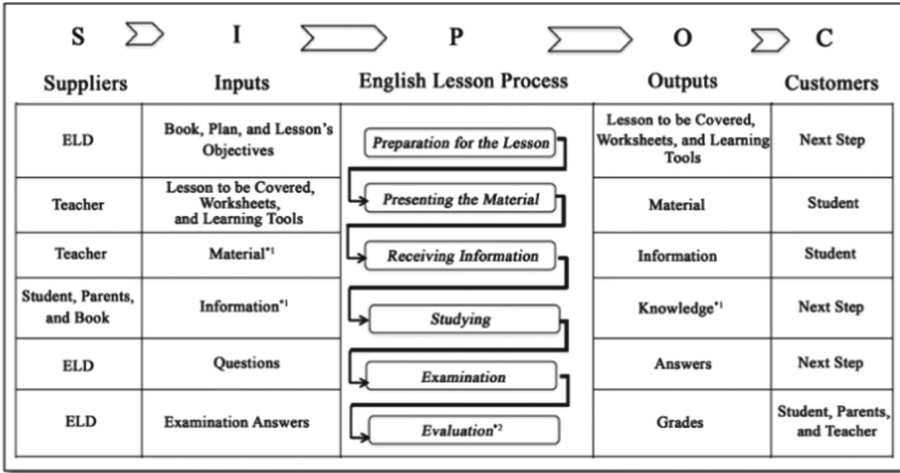 S I P O C
Suppliers Inputs English Lesson Process Outputs Customers
ELD
Book, Plan, and Lesson's
Objectives
Preparation for the Lesson
Lesson to be Covered,
Worksheets, and Learning
Tools
Next Step
Teacher
Lesson to be Covered,
Worksheets,
and Learning Tools
Presenting the Material
Material
Student
Teacher
Material*1
Receiving Information
Information
Student
Student, Parents,
and Book
Information*1
Studying
Knowledge*1
Next Step
ELD
Questions
Examination
Answers
Next Step
ELD
Examination Answers
Evaluation*2
Grades
Student, Parents,
and Teacher